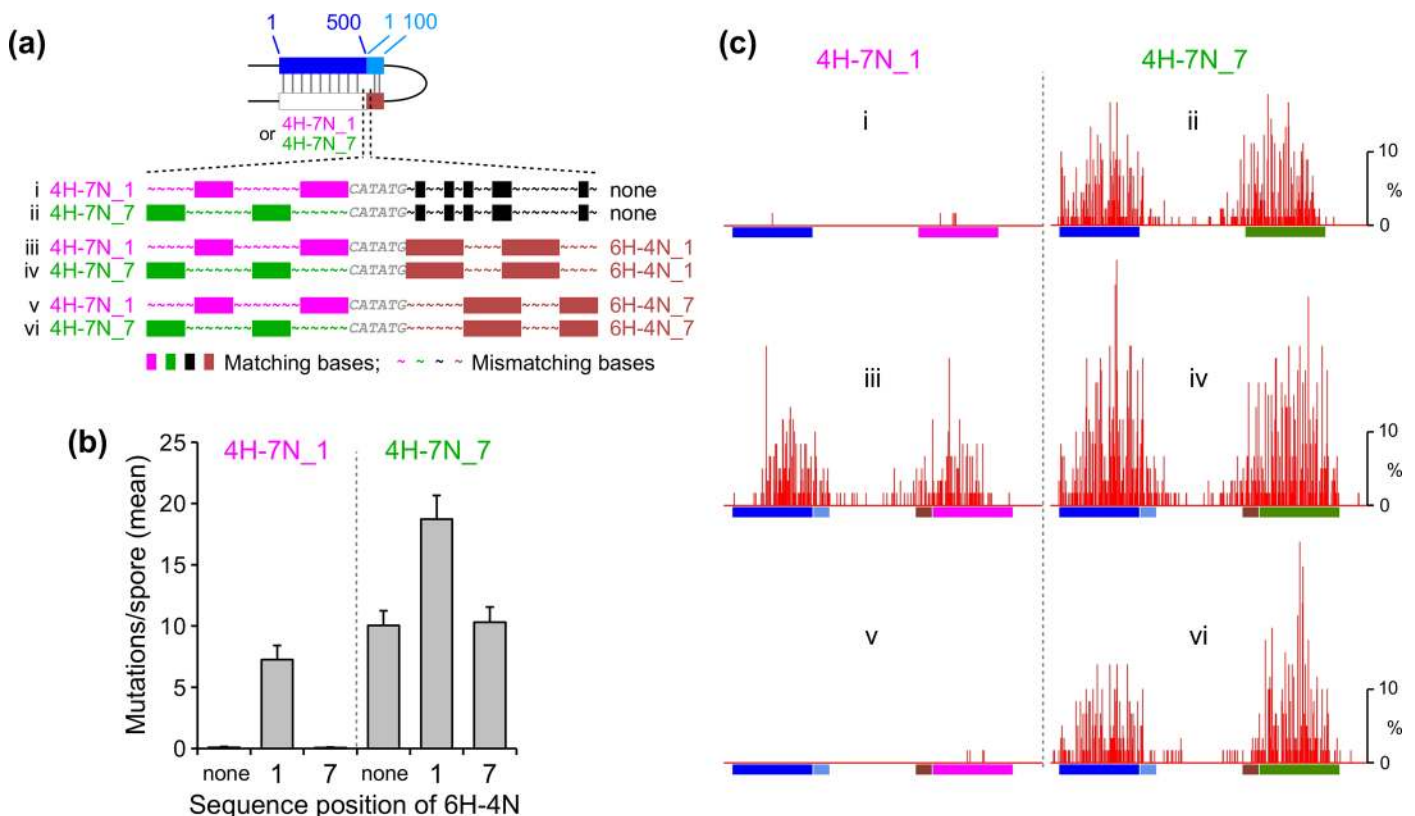 (a)
1 500 1 100
or 4H-7N_1
4H-7N_7
i 4H-7N_1 CATATG none
ii 4H-7N_7 CATATG none
iii 4H-7N_1 CATATG 6H-4N_1
iv 4H-7N_7 CATATG 6H-4N_1
v 4H-7N_1 CATATG 6H-4N_7
vi 4H-7N_7 CATATG 6H-4N_7
Matching bases; ~ ~ ~ ~ Mismatching bases
(b)
4H-7N_1 4H-7N_7
Mutations/spore (mean)
25
20
15
10
5
0
none 1 7 none 1 7
Sequence position of 6H-4N
(c)
4H-7N_1 4H-7N_7
i ii
10
%
0
iii iv
10
%
0
v vi
10
%
0